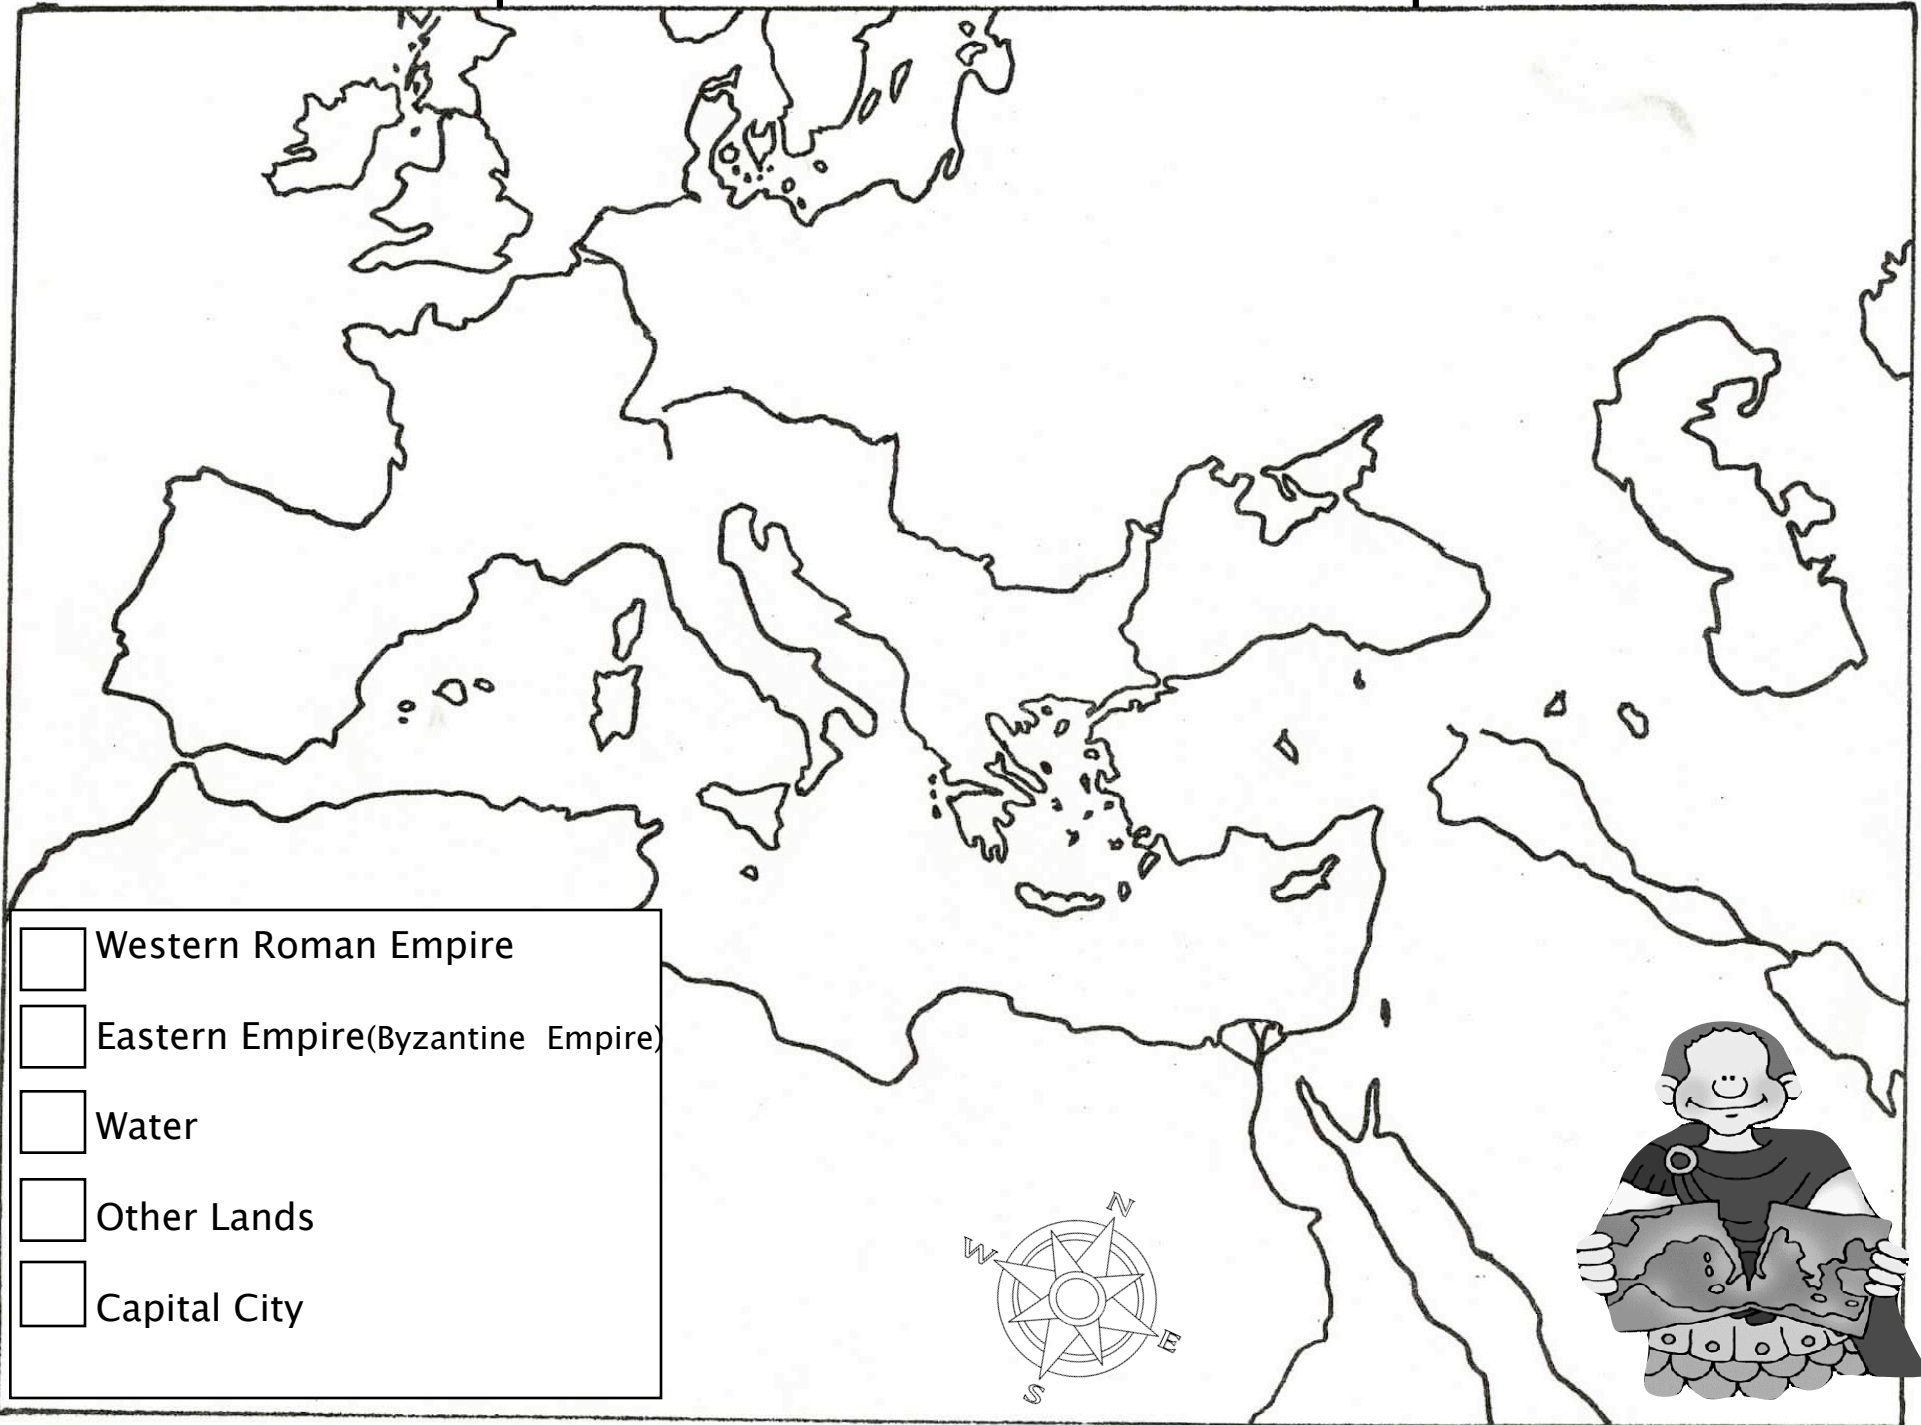 Western Roman Empire
Eastern Empire(Byzantine Empire)
Water
Other Lands
Capital City
N
W
E
S